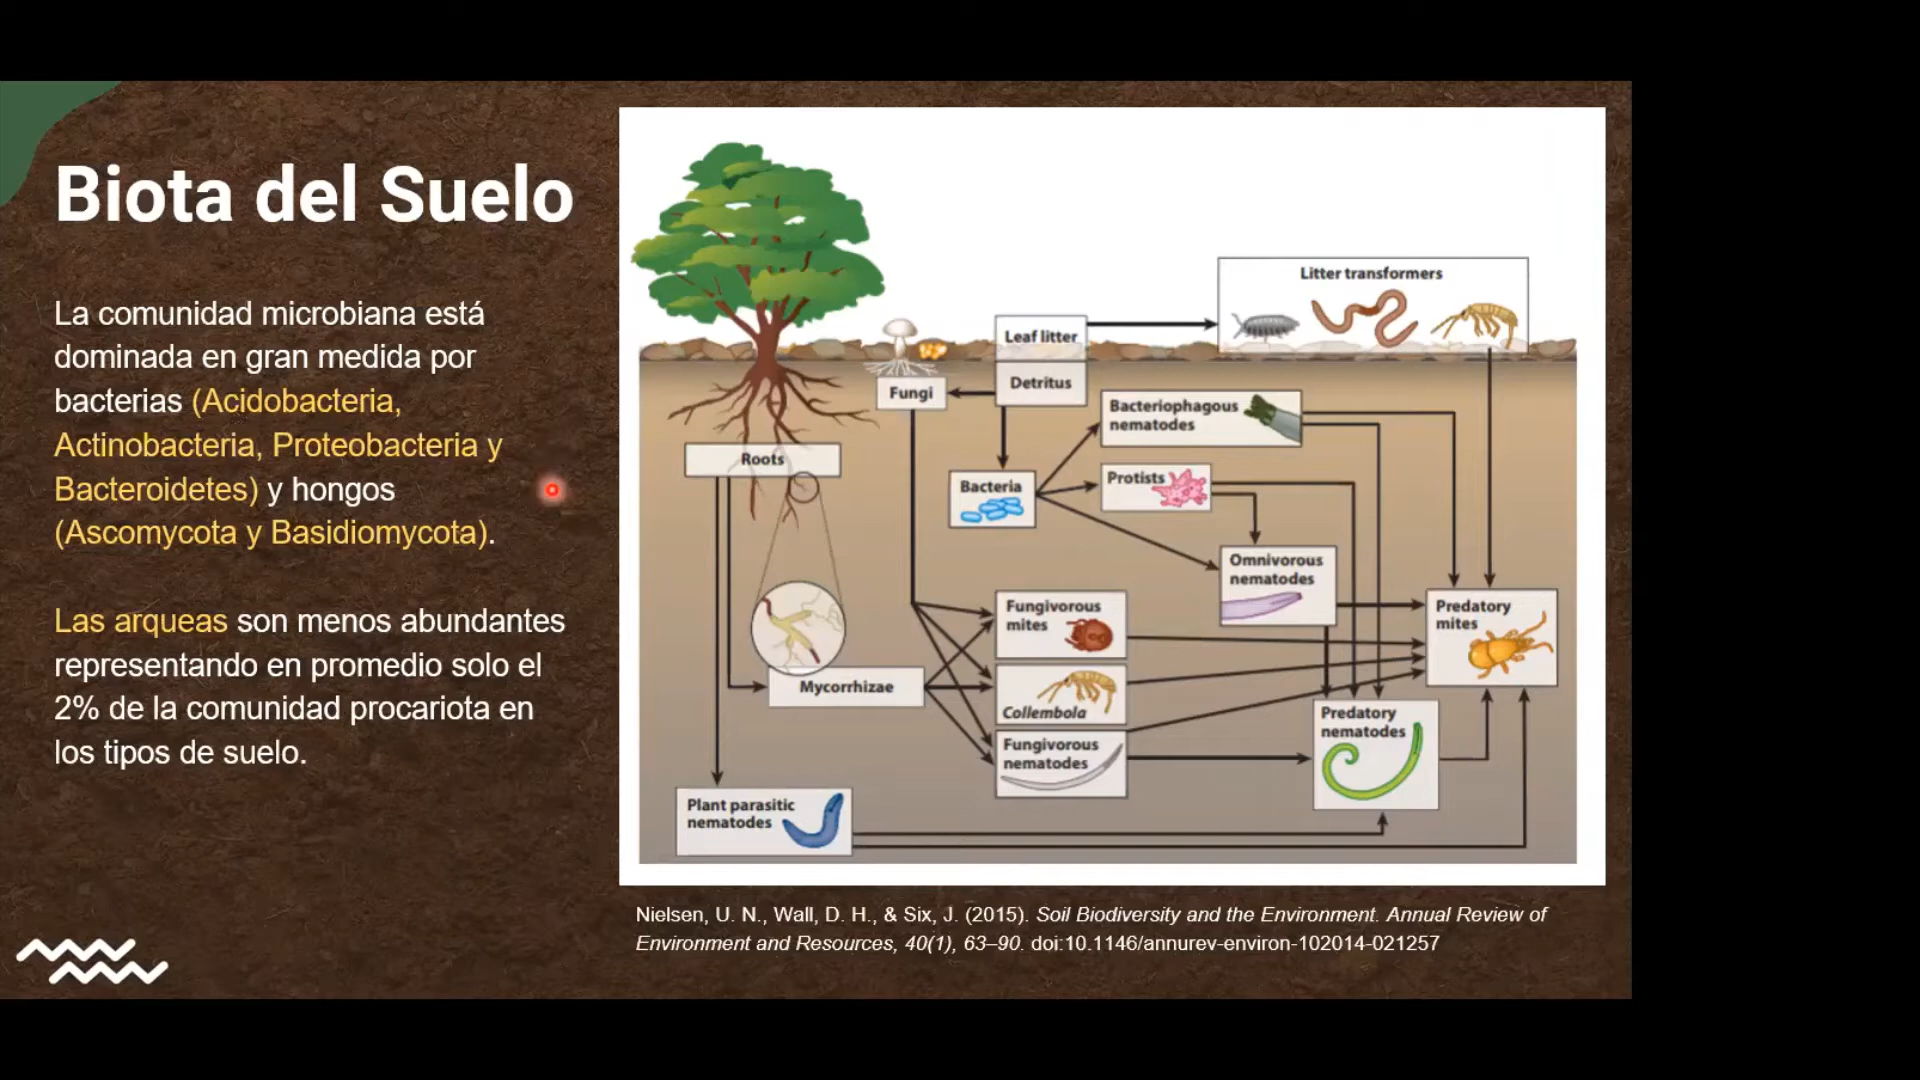 Biota del Suelo
La comunidad microbiana está
dominada en gran medida por
bacterias (Acidobacteria,
Actinobacteria, Proteobacteria y
Bacteroidetes) y hongos
(Ascomycota y Basidiomycota).
Las arqueas son menos abundantes
representando en promedio solo el
2% de la comunidad procariota en
los tipos de suelo.
Litter transformers
Leaf litter
Detritus
Fungi
Bacteriophagous
nematodes
Roots
Protists
Bacteria
Omnivorous
nematodes
Fungivorous
mites
Predatory
mites
Mycorrhizae
Collembola
Predatory
nematodes
Fungivorous
nematodes
Plant parasitic
nematodes
Nielsen, U. N., Wall, D. H., & Six, J. (2015). Soil Biodiversity and the Environment. Annual Review of
Environment and Resources, 40(1), 63–90. doi:10.1146/annurev-environ-102014-021257